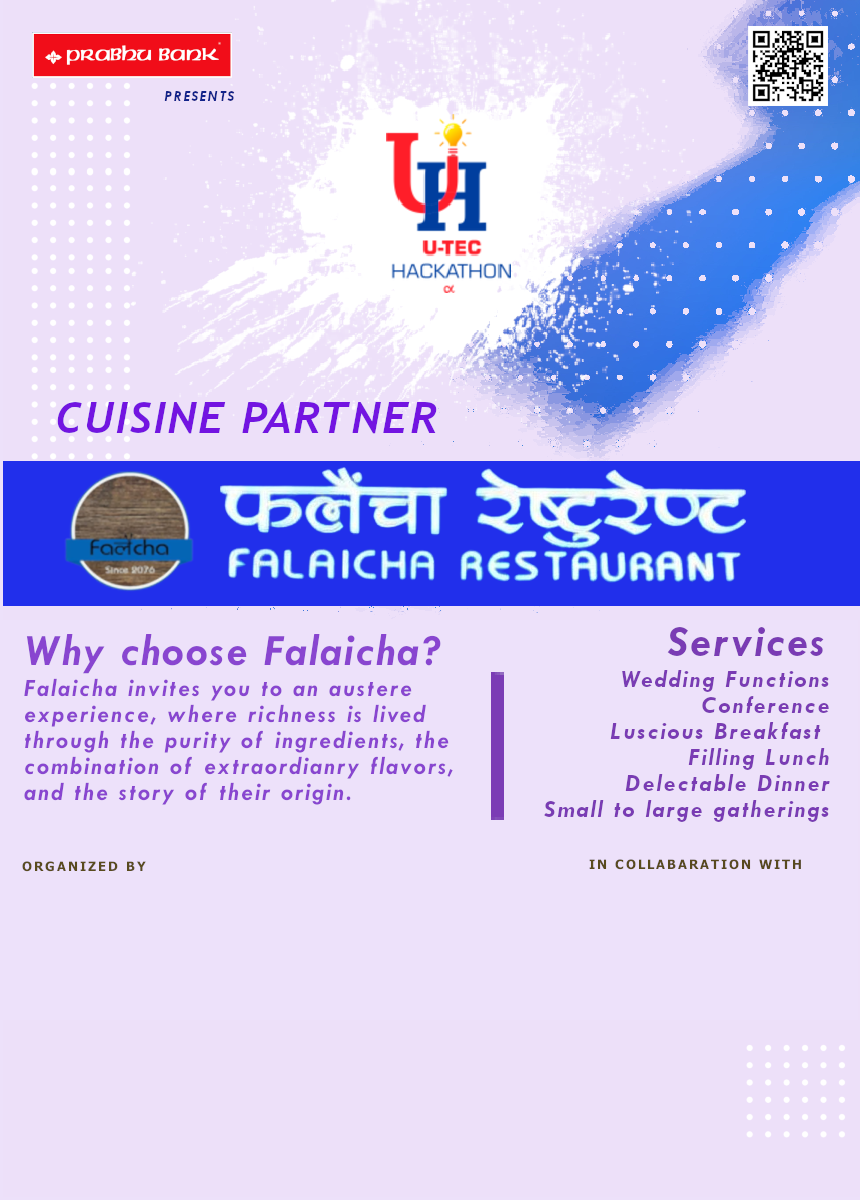 PRABHU BANK
PRESENTS
UH
U-TEC
HACKATHON
α
CUISINE PARTNER
फलैंचा रेष्टुरेण्ट
FALAICHA RESTAURANT
Falaicha
Since 2076
Why choose Falaicha?
Falaicha invites you to an austere
experience, where richness is lived
through the purity of ingredients, the
combination of extraordianry flavors,
and the story of their origin.
Services
Wedding Functions
Conference
Luscious Breakfast
Filling Lunch
Delectable Dinner
Small to large gatherings
ORGANIZED BY
IN COLLABARATION WITH